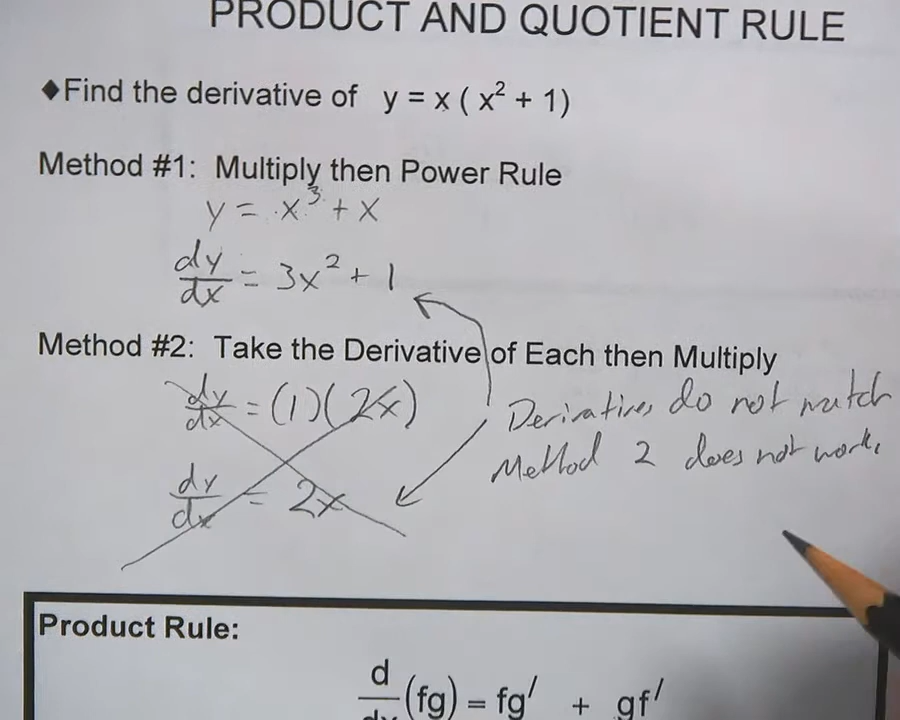 PRODUCT AND QUOTIENT RULE
◆Find the derivative of y = x ( x² + 1)
Method #1: Multiply then Power Rule
y = x³ + x
dy/dx = 3x² + 1
Method #2: Take the Derivative of Each then Multiply
dy/dx = (1)(2x)
Derivatives do not match
Method 2 does not work.
dy/dx = 2x
Product Rule:
d/dx (fg) = fg′ + gf′